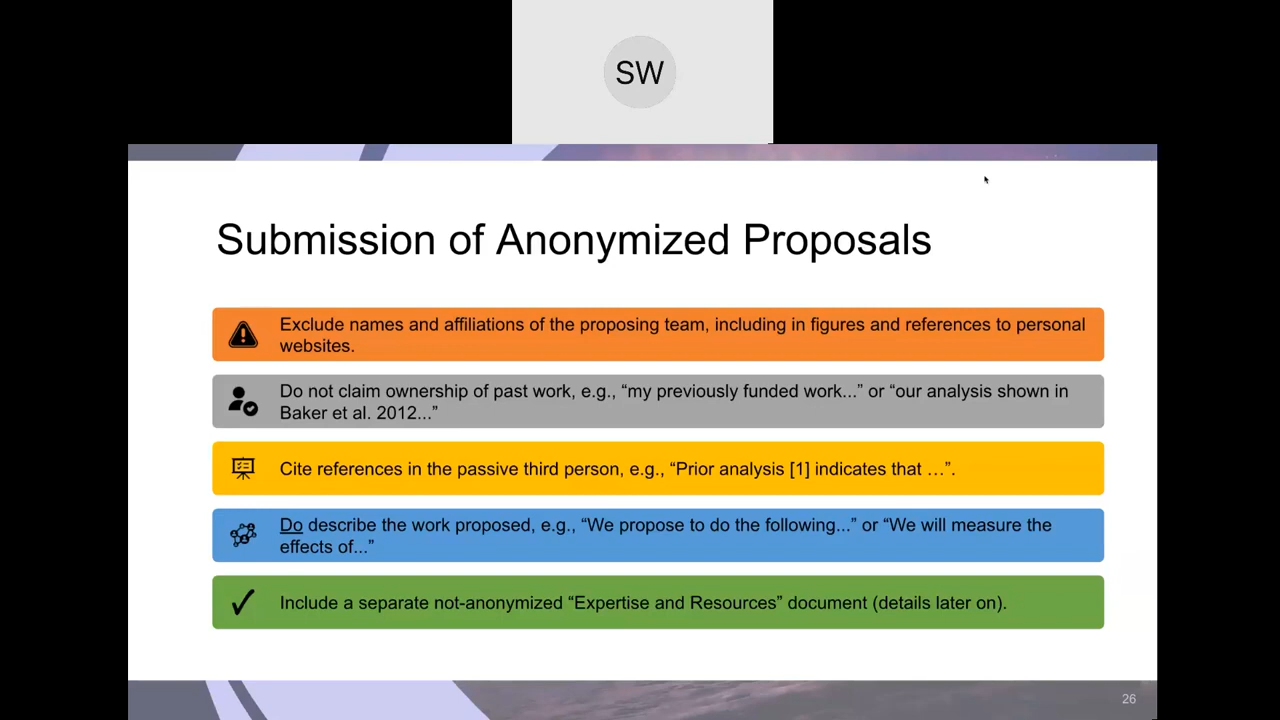 SW
Submission of Anonymized Proposals
Exclude names and affiliations of the proposing team, including in figures and references to personal
websites.
Do not claim ownership of past work, e.g., “my previously funded work...” or “our analysis shown in
Baker et al. 2012...”
Cite references in the passive third person, e.g., “Prior analysis [1] indicates that …”.
Do describe the work proposed, e.g., “We propose to do the following...” or “We will measure the
effects of...”
Include a separate not-anonymized “Expertise and Resources” document (details later on).
26